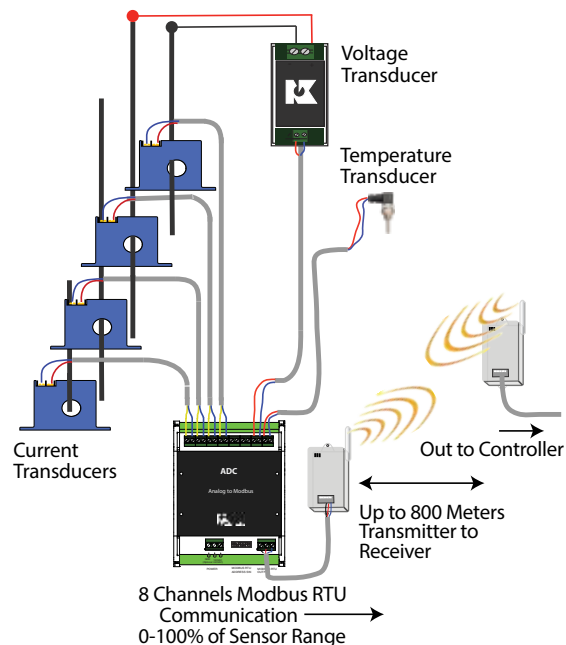 Voltage
Transducer
Temperature
Transducer
Current
Transducers
ADC
Analog to Modbus
Out to Controller
Up to 800 Meters
Transmitter to
Receiver
POWER
8 Channels Modbus RTU
Communication
0-100% of Sensor Range